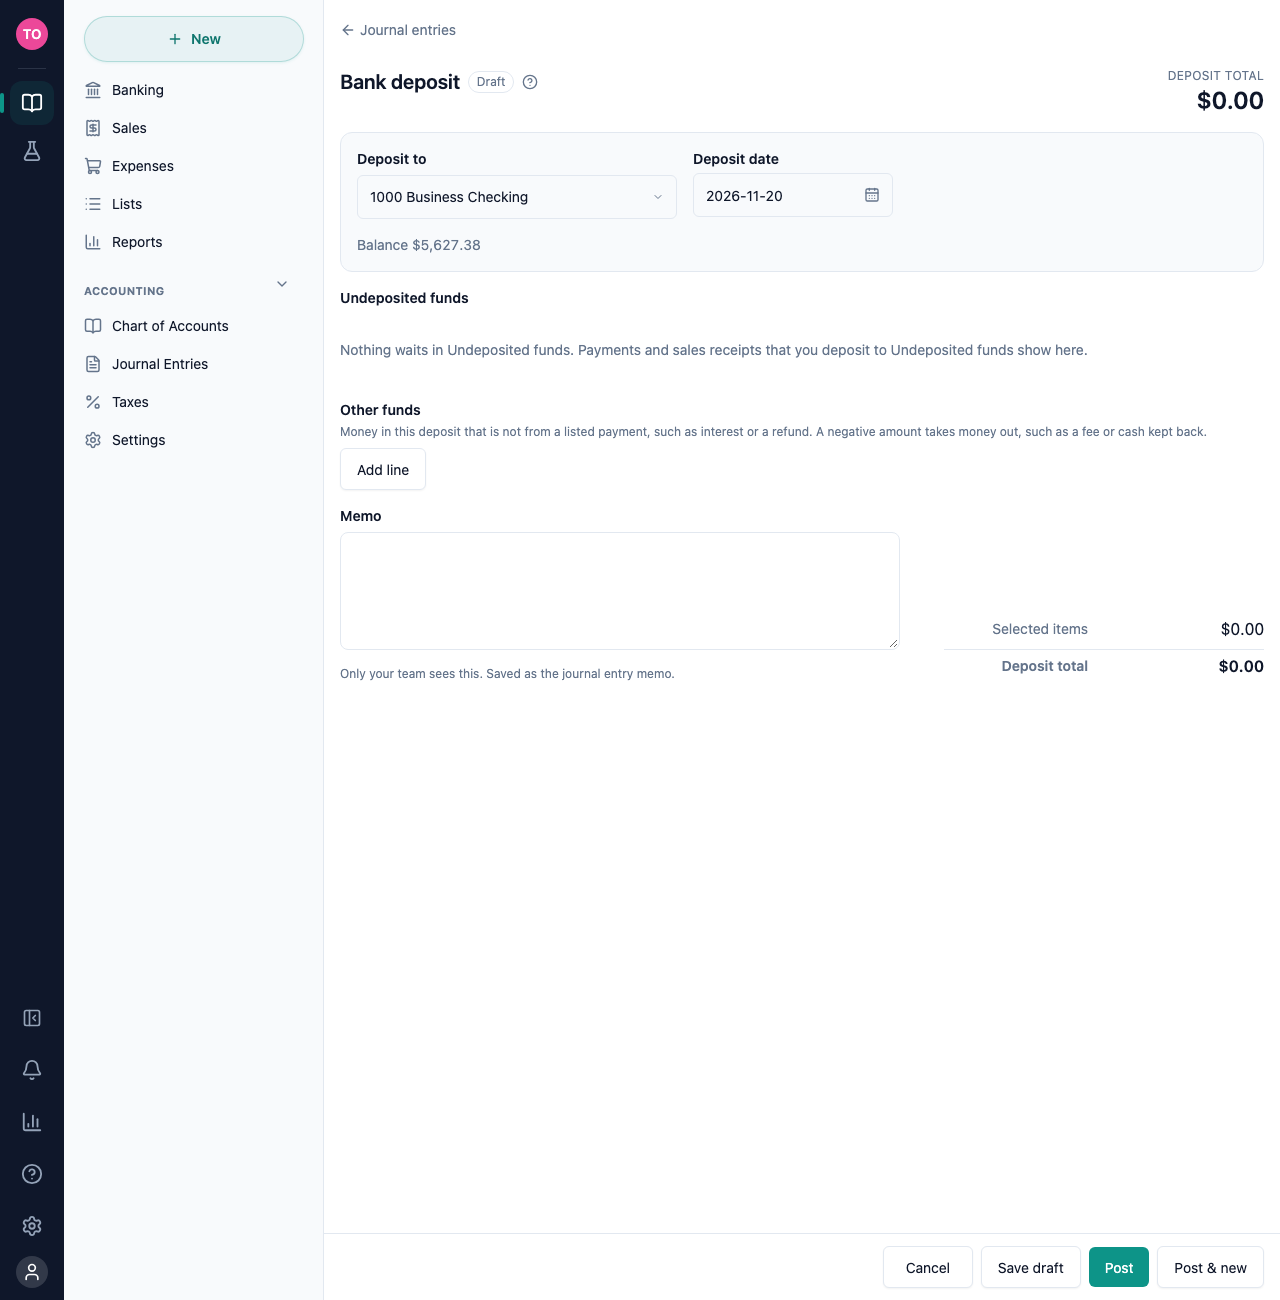 TO
New
Banking
Sales
Expenses
Lists
Reports
ACCOUNTING
Chart of Accounts
Journal Entries
Taxes
Settings
Journal entries
Bank deposit Draft
DEPOSIT TOTAL
$0.00
Deposit to
1000 Business Checking
Balance $5,627.38
Deposit date
2026-11-20
Undeposited funds
Nothing waits in Undeposited funds. Payments and sales receipts that you deposit to Undeposited funds show here.
Other funds
Money in this deposit that is not from a listed payment, such as interest or a refund. A negative amount takes money out, such as a fee or cash kept back.
Add line
Memo
Only your team sees this. Saved as the journal entry memo.
Selected items $0.00
Deposit total $0.00
Cancel Save draft Post Post & new